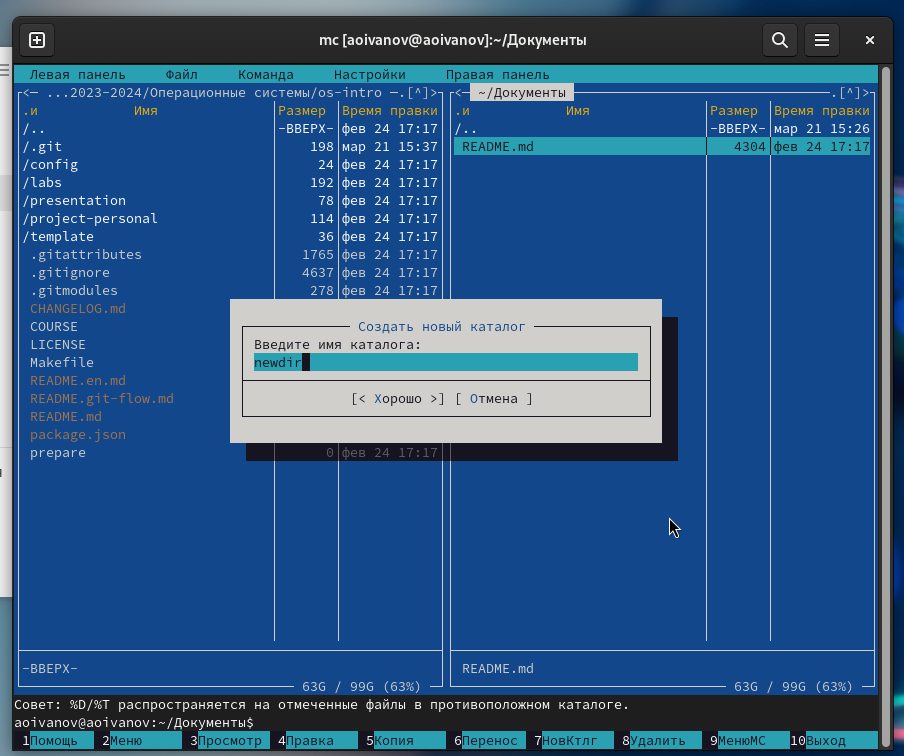 mc [aoivanov@aoivanov]:~/Документы
Левая панель Файл Команда Настройки Правая панель
<— ...2023-2024/Операционные системы/os-intro —.[^]> <— ~/Документы .[^]>
.и Имя Размер Время правки .и Имя Размер Время правки
/.. -ВВЕРХ- фев 24 17:17 /.. -ВВЕРХ- мар 21 15:26
/.git 198 мар 21 15:37 README.md 4304 фев 24 17:17
/config 24 фев 24 17:17
/labs 192 фев 24 17:17
/presentation 78 фев 24 17:17
/project-personal 114 фев 24 17:17
/template 36 фев 24 17:17
.gitattributes 1765 фев 24 17:17
.gitignore 4637 фев 24 17:17
.gitmodules 278 фев 24 17:17
CHANGELOG.md
COURSE
LICENSE
Makefile
README.en.md
README.git-flow.md
README.md
package.json
prepare 0 фев 24 17:17
Создать новый каталог
Введите имя каталога:
newdir
[< Хорошо >] [ Отмена ]
-ВВЕРХ- README.md
63G / 99G (63%) 63G / 99G (63%)
Совет: %D/%T распространяется на отмеченные файлы в противоположном каталоге.
aoivanov@aoivanov:~/Документы$
1Помощь 2Меню 3Просмотр 4Правка 5Копия 6Перенос 7НовКтлг 8Удалить 9МенюМС 10Выход